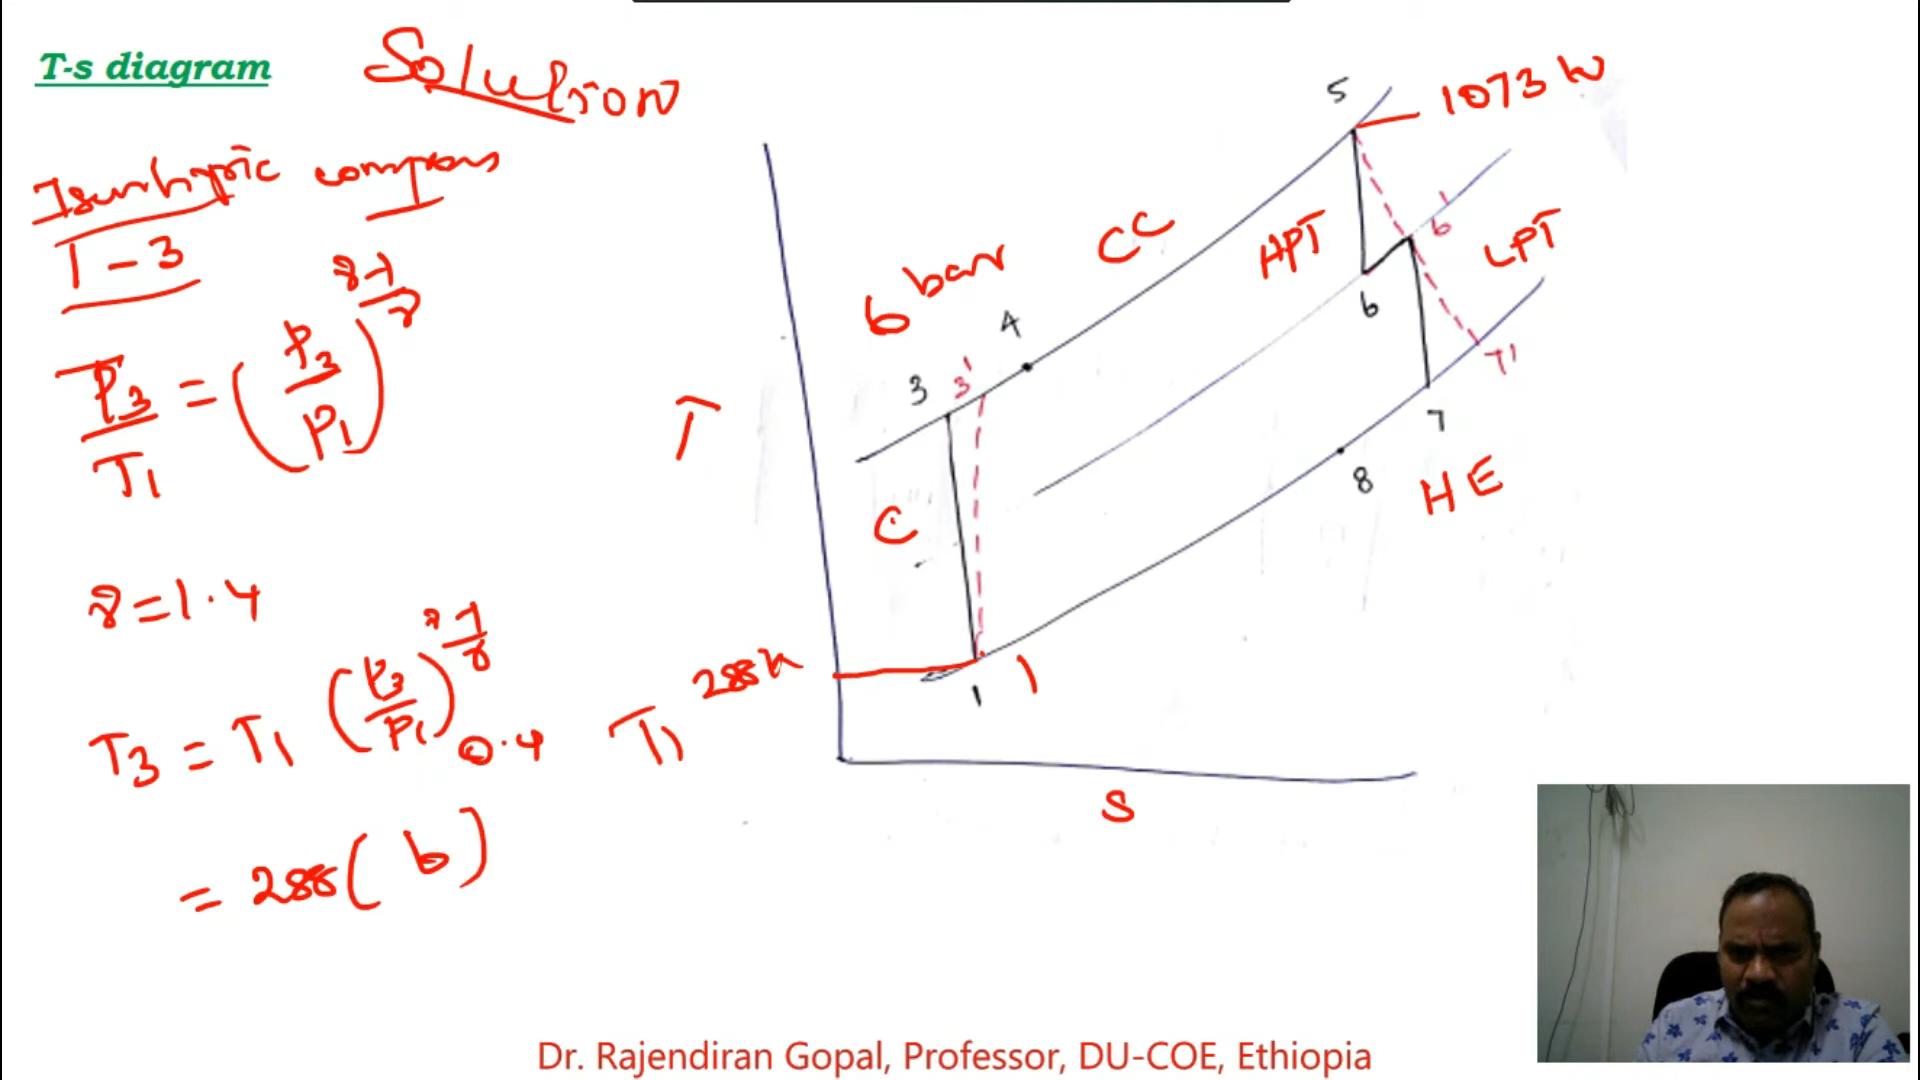 T-s diagram
Solution
Isentropic compress
1 - 3
T3/T1 = (P3/P1)^γ-1/γ
γ = 1.4
T3 = T1 (P3/P1)^γ-1/γ
0.4
= 288 ( 6 )
T
T1
288 K
S
6 bar
CC
C
HPT
LPT
HE
1073 K
1
1
3
3'
4
5
6
6'
7
7'
8
Dr. Rajendiran Gopal, Professor, DU-COE, Ethiopia